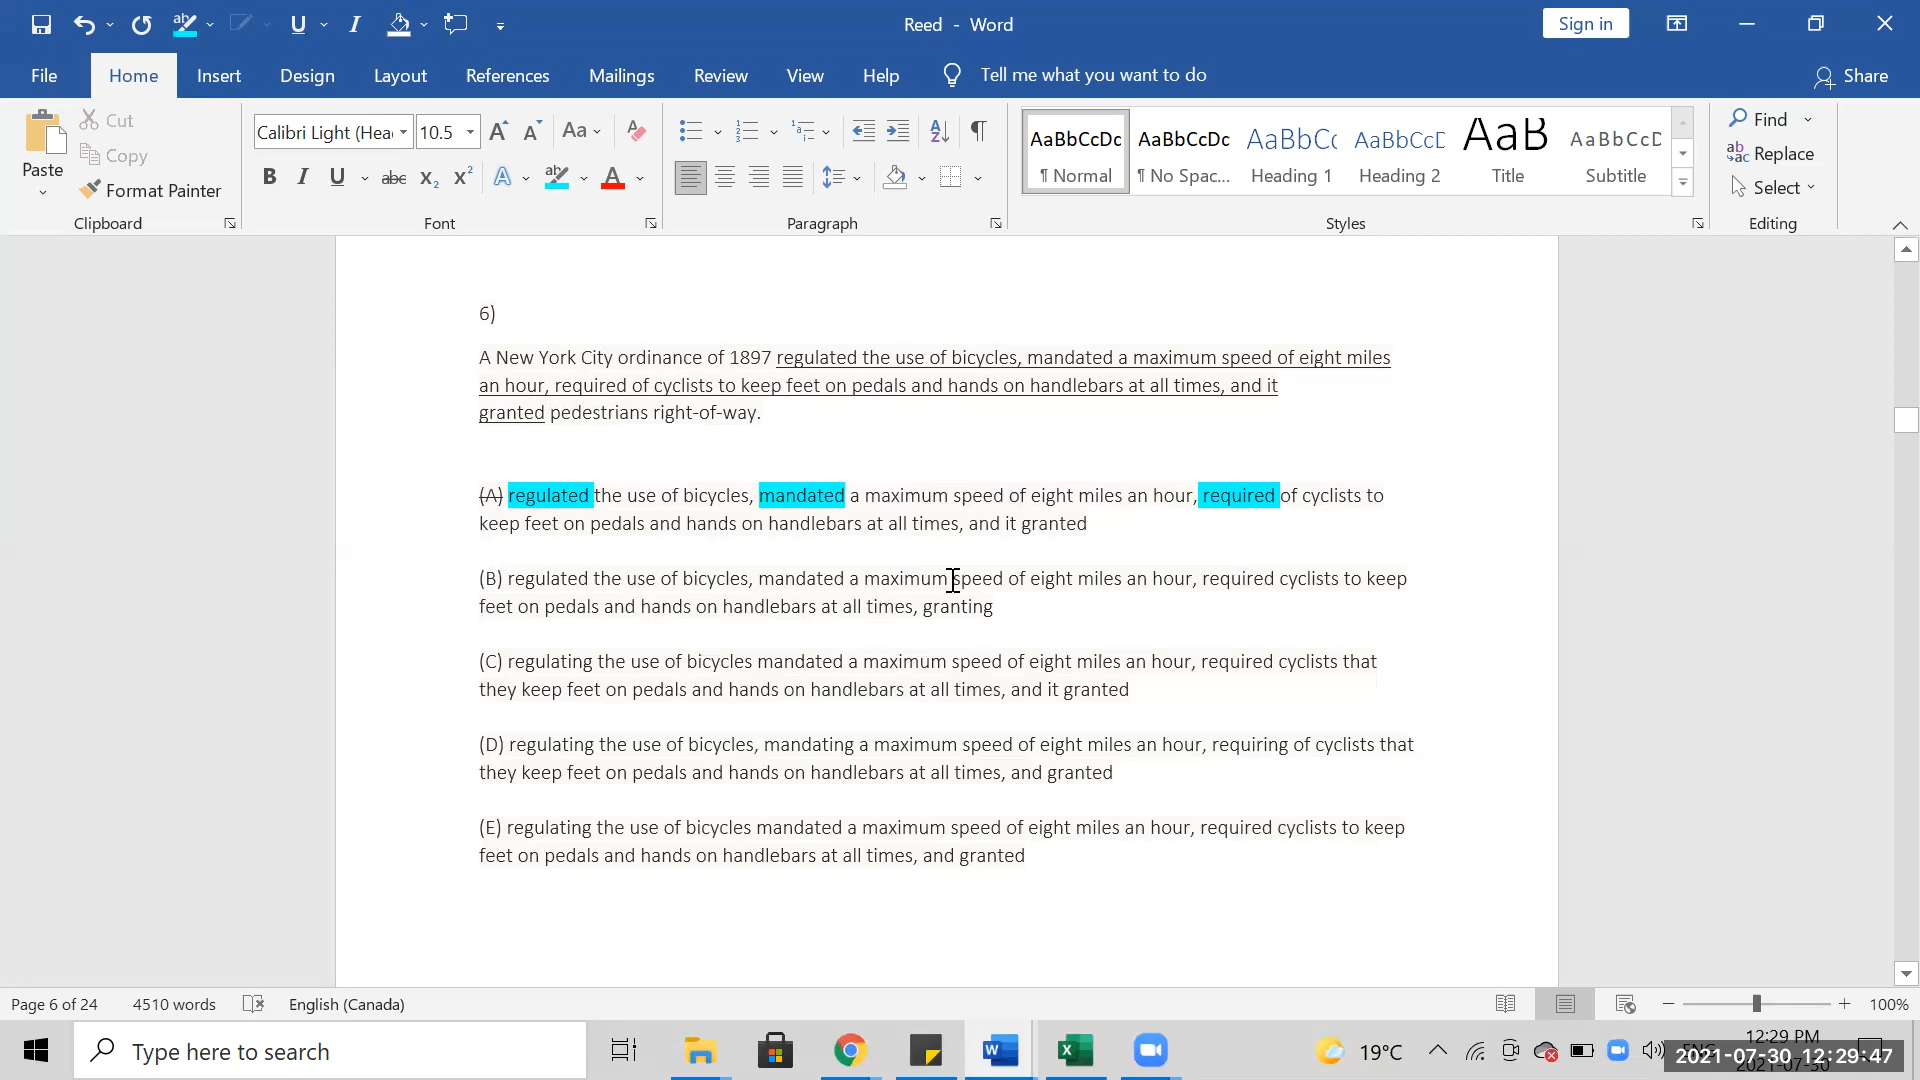 Reed - Word
Sign in
File Home Insert Design Layout References Mailings Review View Help Tell me what you want to do Share
Paste
Cut
Copy
Format Painter
Clipboard
Calibri Light (Hea 10.5
Font
Paragraph
AaBbCcDc
¶ Normal
AaBbCcDc
¶ No Spac...
AaBbCc
Heading 1
AaBbCcD
Heading 2
AaB
Title
AaBbCcD
Subtitle
Styles
Find
Replace
Select
Editing
6)
A New York City ordinance of 1897 regulated the use of bicycles, mandated a maximum speed of eight miles
an hour, required of cyclists to keep feet on pedals and hands on handlebars at all times, and it
granted pedestrians right-of-way.
(A) regulated the use of bicycles, mandated a maximum speed of eight miles an hour, required of cyclists to
keep feet on pedals and hands on handlebars at all times, and it granted
(B) regulated the use of bicycles, mandated a maximum speed of eight miles an hour, required cyclists to keep
feet on pedals and hands on handlebars at all times, granting
(C) regulating the use of bicycles mandated a maximum speed of eight miles an hour, required cyclists that
they keep feet on pedals and hands on handlebars at all times, and it granted
(D) regulating the use of bicycles, mandating a maximum speed of eight miles an hour, requiring of cyclists that
they keep feet on pedals and hands on handlebars at all times, and granted
(E) regulating the use of bicycles mandated a maximum speed of eight miles an hour, required cyclists to keep
feet on pedals and hands on handlebars at all times, and granted
Page 6 of 24 4510 words English (Canada) 100%
Type here to search
19°C
12:29 PM
2021-07-30 12:29:47